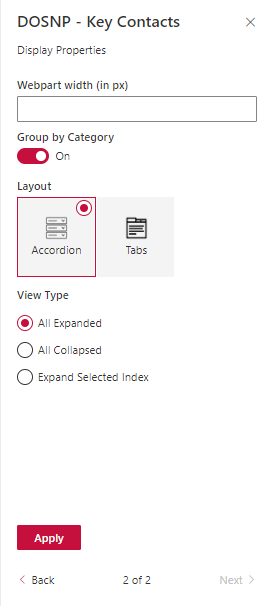 DOSNP - Key Contacts
Display Properties
Webpart width (in px)
Group by Category
On
Layout
Accordion
Tabs
View Type
All Expanded
All Collapsed
Expand Selected Index
Apply
Back 2 of 2 Next